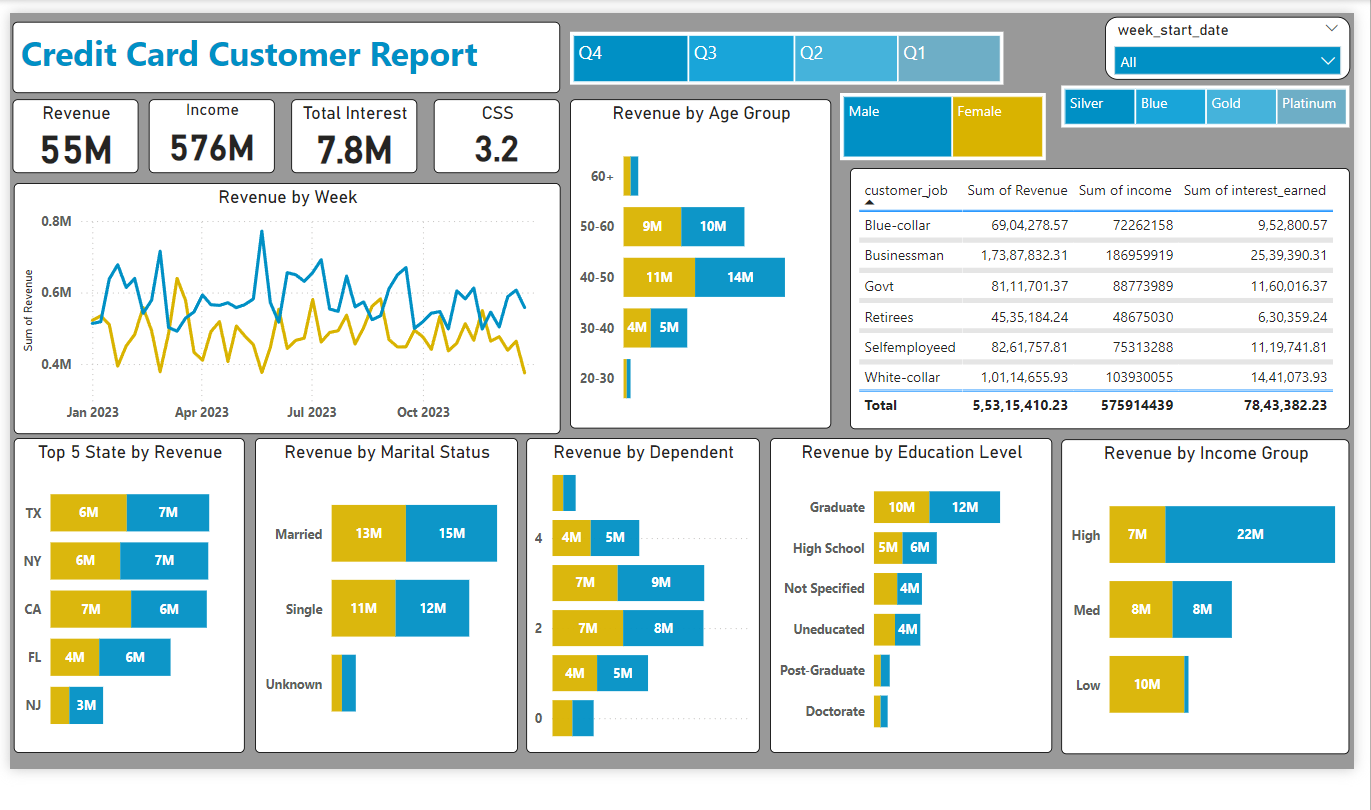 Credit Card Customer Report
Q4 Q3 Q2 Q1
week_start_date
All
Silver Blue Gold Platinum
Male Female
Revenue
55M
Income
576M
Total Interest
7.8M
CSS
3.2
Revenue by Week
Sum of Revenue
0.8M
0.6M
0.4M
Jan 2023 Apr 2023 Jul 2023 Oct 2023
Revenue by Age Group
60+
50-60 9M 10M
40-50 11M 14M
30-40 4M 5M
20-30
customer_job Sum of Revenue Sum of income Sum of interest_earned
Blue-collar 69,04,278.57 72262158 9,52,800.57
Businessman 1,73,87,832.31 186959919 25,39,390.31
Govt 81,11,701.37 88773989 11,60,016.37
Retirees 45,35,184.24 48675030 6,30,359.24
Selfemployeed 82,61,757.81 75313288 11,19,741.81
White-collar 1,01,14,655.93 103930055 14,41,073.93
Total 5,53,15,410.23 575914439 78,43,382.23
Top 5 State by Revenue
TX 6M 7M
NY 6M 7M
CA 7M 6M
FL 4M 6M
NJ 3M
Revenue by Marital Status
Married 13M 15M
Single 11M 12M
Unknown
Revenue by Dependent
4 4M 5M
7M 9M
2 7M 8M
4M 5M
0
Revenue by Education Level
Graduate 10M 12M
High School 5M 6M
Not Specified 4M
Uneducated 4M
Post-Graduate
Doctorate
Revenue by Income Group
High 7M 22M
Med 8M 8M
Low 10M